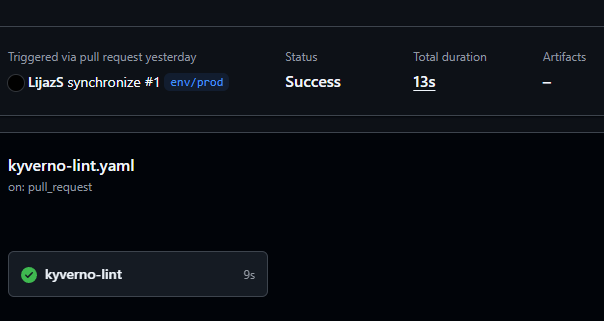 Triggered via pull request yesterday
LijazS synchronize #1 env/prod
Status
Success
Total duration
13s
Artifacts
–
kyverno-lint.yaml
on: pull_request
kyverno-lint 9s